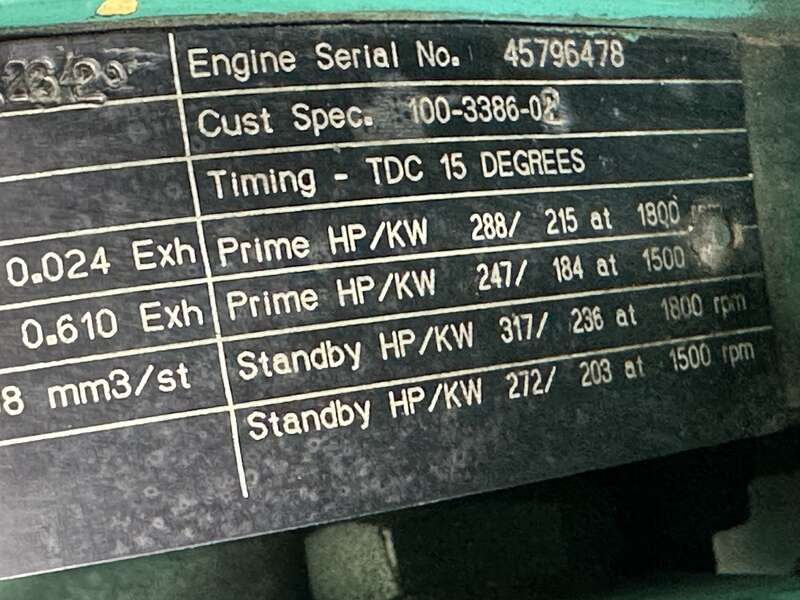 Engine Serial No. 45796478
Cust Spec. 100-3386-02
Timing - TDC 15 DEGREES
0.024 Exh Prime HP/KW 288/ 215 at 1800
0.610 Exh Prime HP/KW 247/ 184 at 1500
8 mm3/st Standby HP/KW 317/ 236 at 1800 rpm
Standby HP/KW 272/ 203 at 1500 rpm